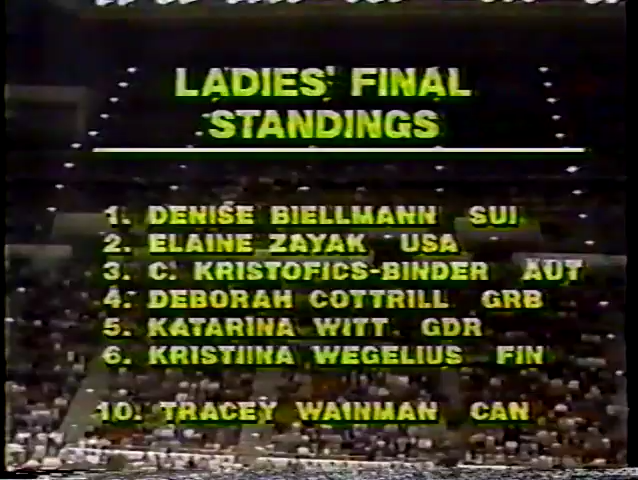 LADIES' FINAL
STANDINGS
1. DENISE BIELLMANN SUI
2. ELAINE ZAYAK USA
3. C. KRISTOFICS-BINDER AUT
4. DEBORAH COTTRILL GRB
5. KATARINA WITT GDR
6. KRISTIINA WEGELIUS FIN
10. TRACEY WAINMAN CAN